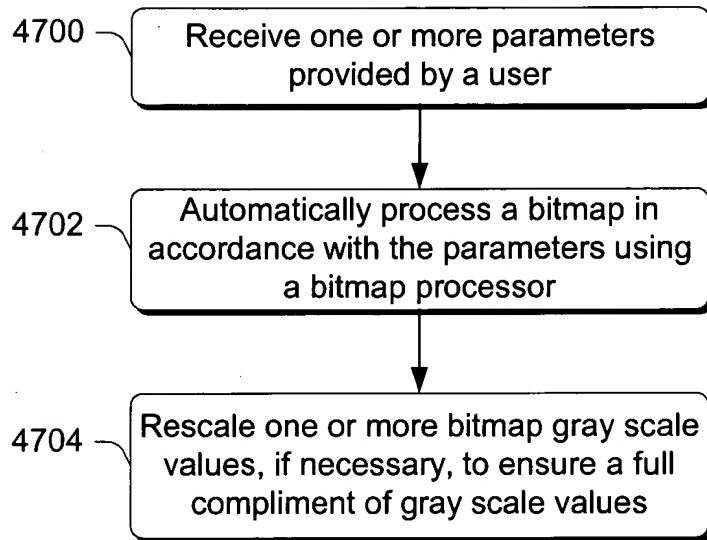 4700
Receive one or more parameters
provided by a user
4702
Automatically process a bitmap in
accordance with the parameters using
a bitmap processor
4704
Rescale one or more bitmap gray scale
values, if necessary, to ensure a full
compliment of gray scale values